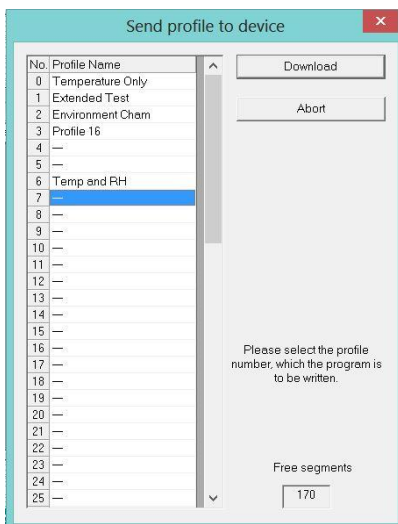 Send profile to device
x
No. Profile Name
0 Temperature Only
1 Extended Test
2 Environment Cham
3 Profile 16
4 —
5 —
6 Temp and RH
7 —
8 —
9 —
10 —
11 —
12 —
13 —
14 —
15 —
16 —
17 —
18 —
19 —
20 —
21 —
22 —
23 —
24 —
25 —
Download
Abort
Please select the profile
number, which the program is
to be written.
Free segments
170